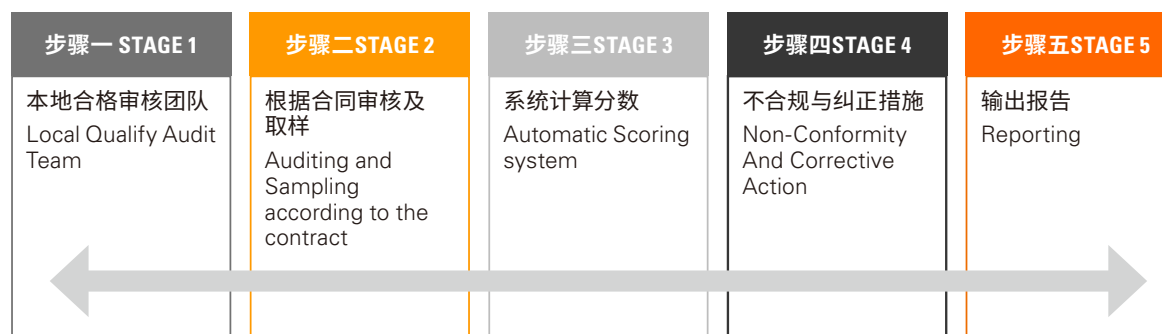 步骤一 STAGE 1
本地合格审核团队
Local Qualify Audit
Team
步骤二STAGE 2
根据合同审核及
取样
Auditing and
Sampling
according to the
contract
步骤三STAGE 3
系统计算分数
Automatic Scoring
system
步骤四STAGE 4
不合规与纠正措施
Non-Conformity
And Corrective
Action
步骤五STAGE 5
输出报告
Reporting